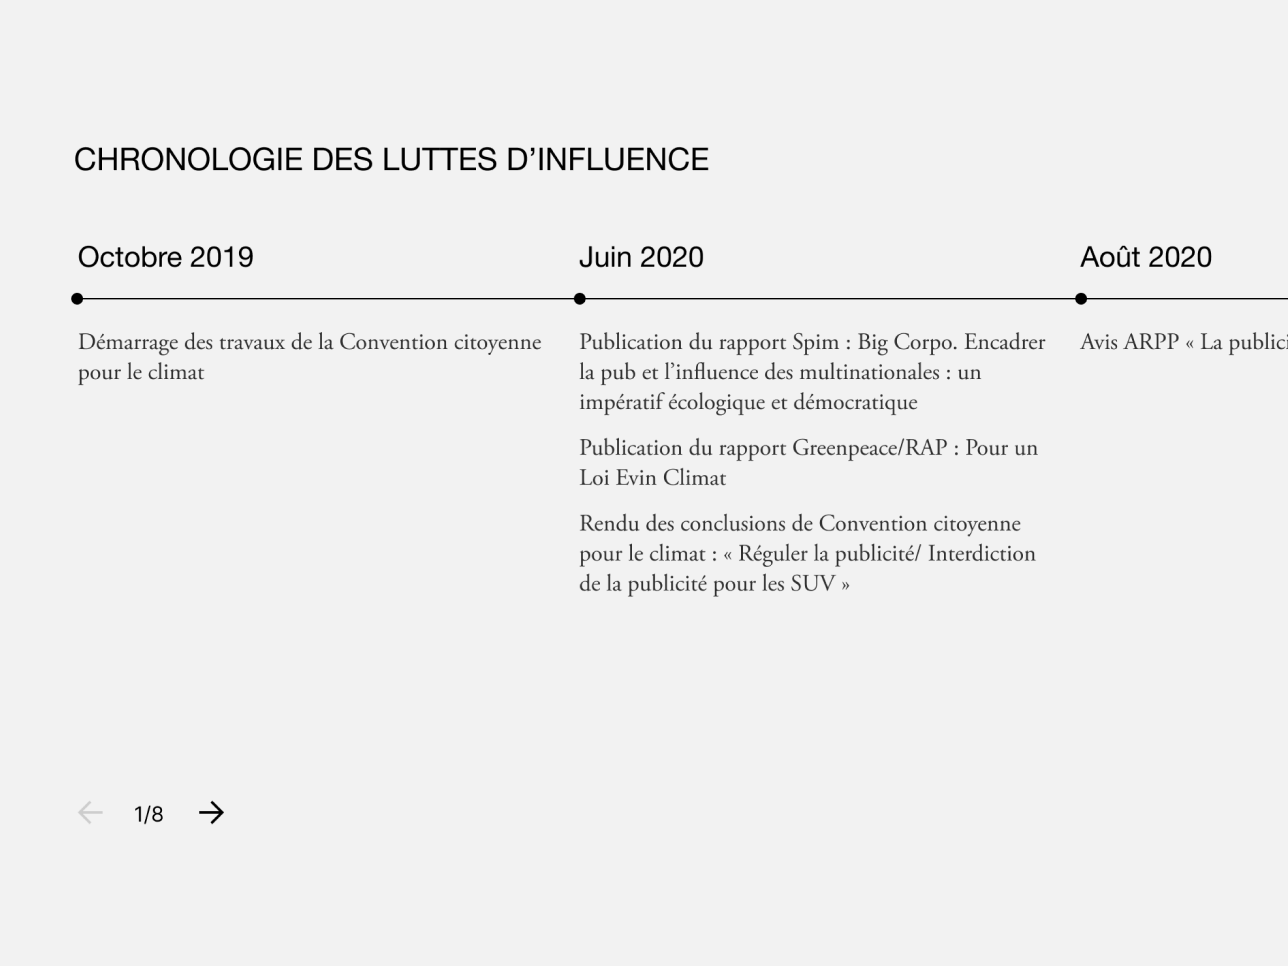 CHRONOLOGIE DES LUTTES D’INFLUENCE
Octobre 2019
Démarrage des travaux de la Convention citoyenne
pour le climat
Juin 2020
Publication du rapport Spim : Big Corpo. Encadrer
la pub et l’influence des multinationales : un
impératif écologique et démocratique
Publication du rapport Greenpeace/RAP : Pour un
Loi Evin Climat
Rendu des conclusions de Convention citoyenne
pour le climat : « Réguler la publicité/ Interdiction
de la publicité pour les SUV »
Août 2020
Avis ARPP « La
1/8